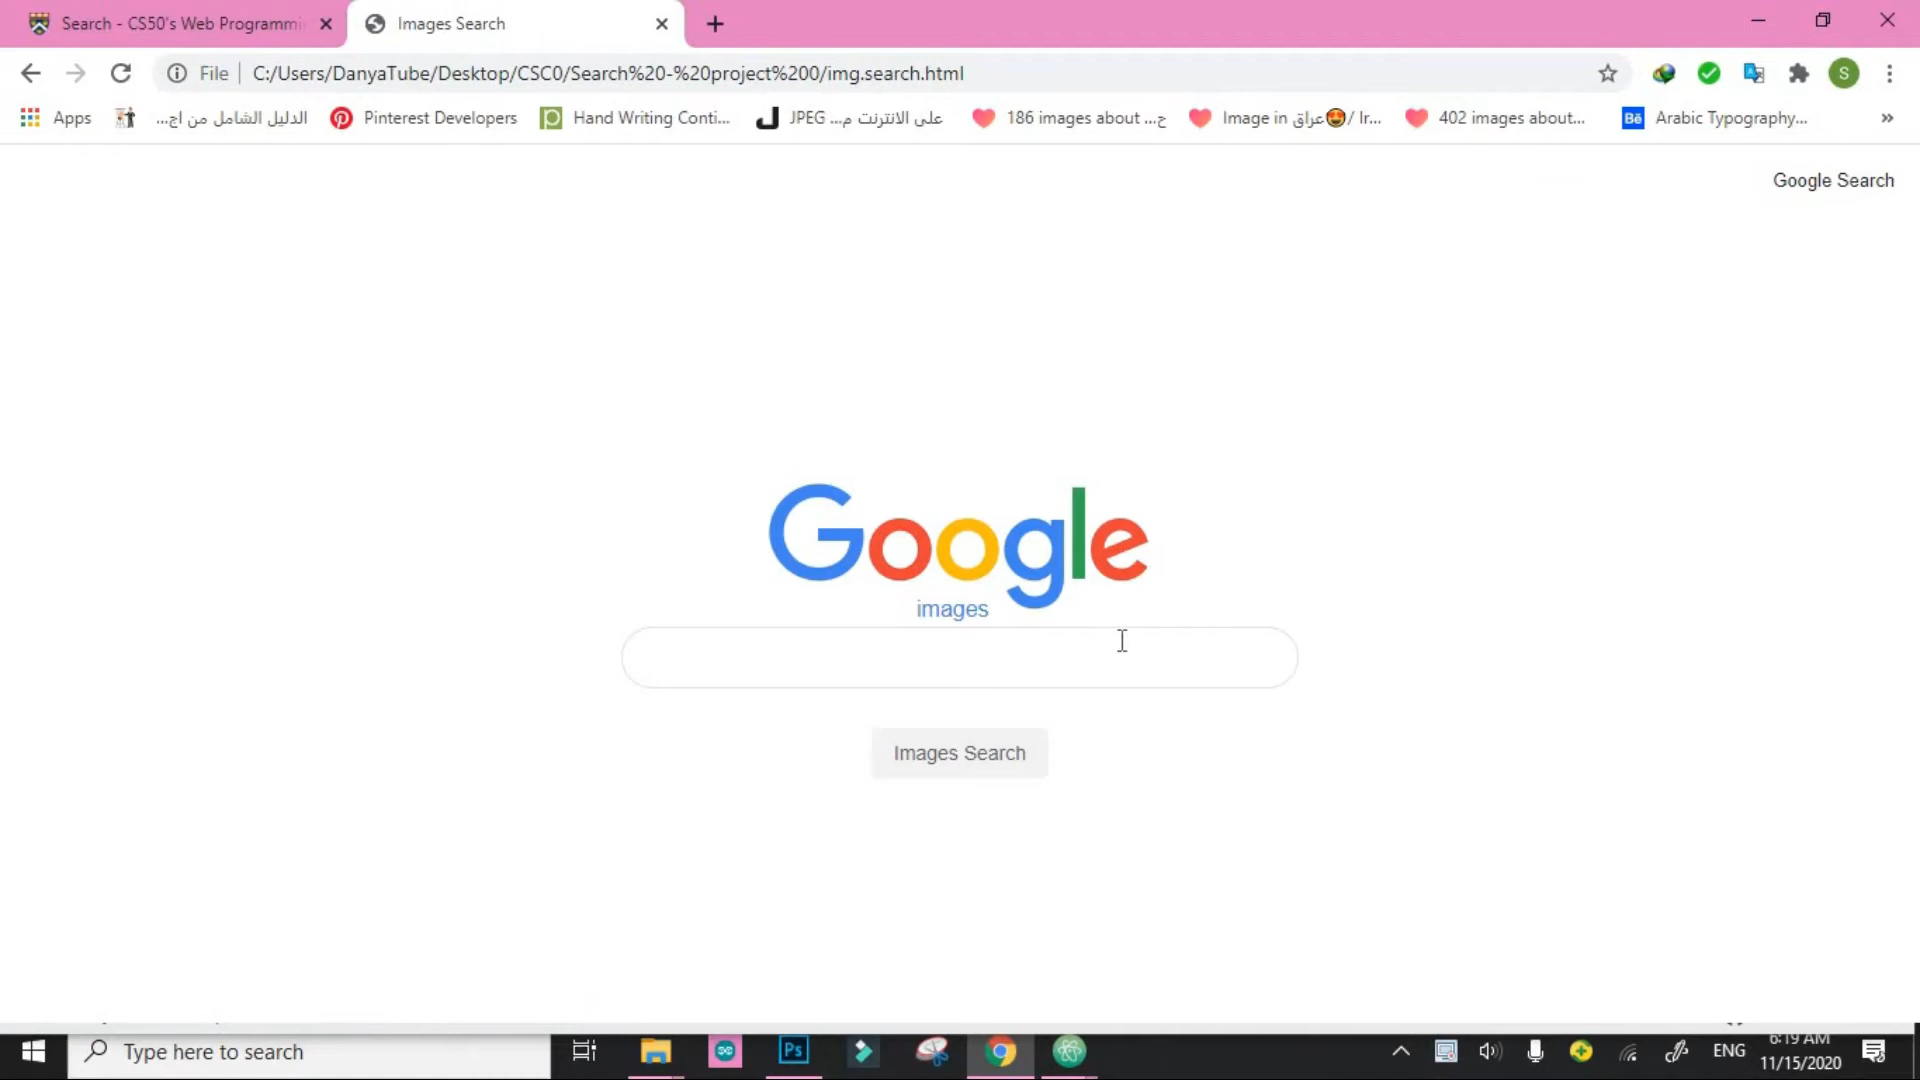 Search - CS50's Web Programmi
Images Search
File
C:/Users/DanyaTube/Desktop/CSC0/Search%20-%20project%200/img.search.html
Apps
الدليل الشامل من اج...
Pinterest Developers
Hand Writing Conti...
JPEG على الانترنت م...
186 images about ح...
Image in عراق😍/ Ir...
402 images about...
Bē
Arabic Typography...
»
S
Google Search
Google
images
Images Search
Type here to search
Ps
ENG
6:19 AM
11/15/2020